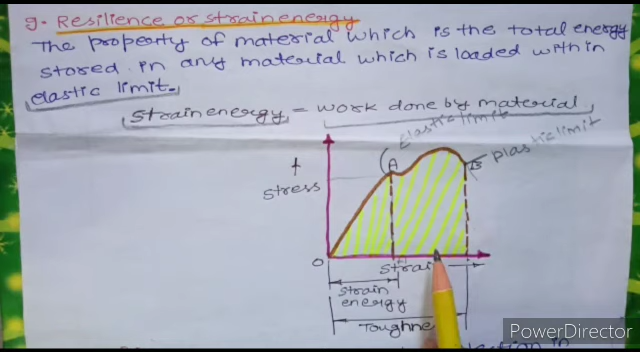 9. Resilience or strain energy
The property of material which is the total energy
stored in any material which is loaded within
elastic limit.
Strain energy = work done by material
Elastic limit
A
B
plastic limit
Stress
O
Strain
strain
energy
Toughne
PowerDirector